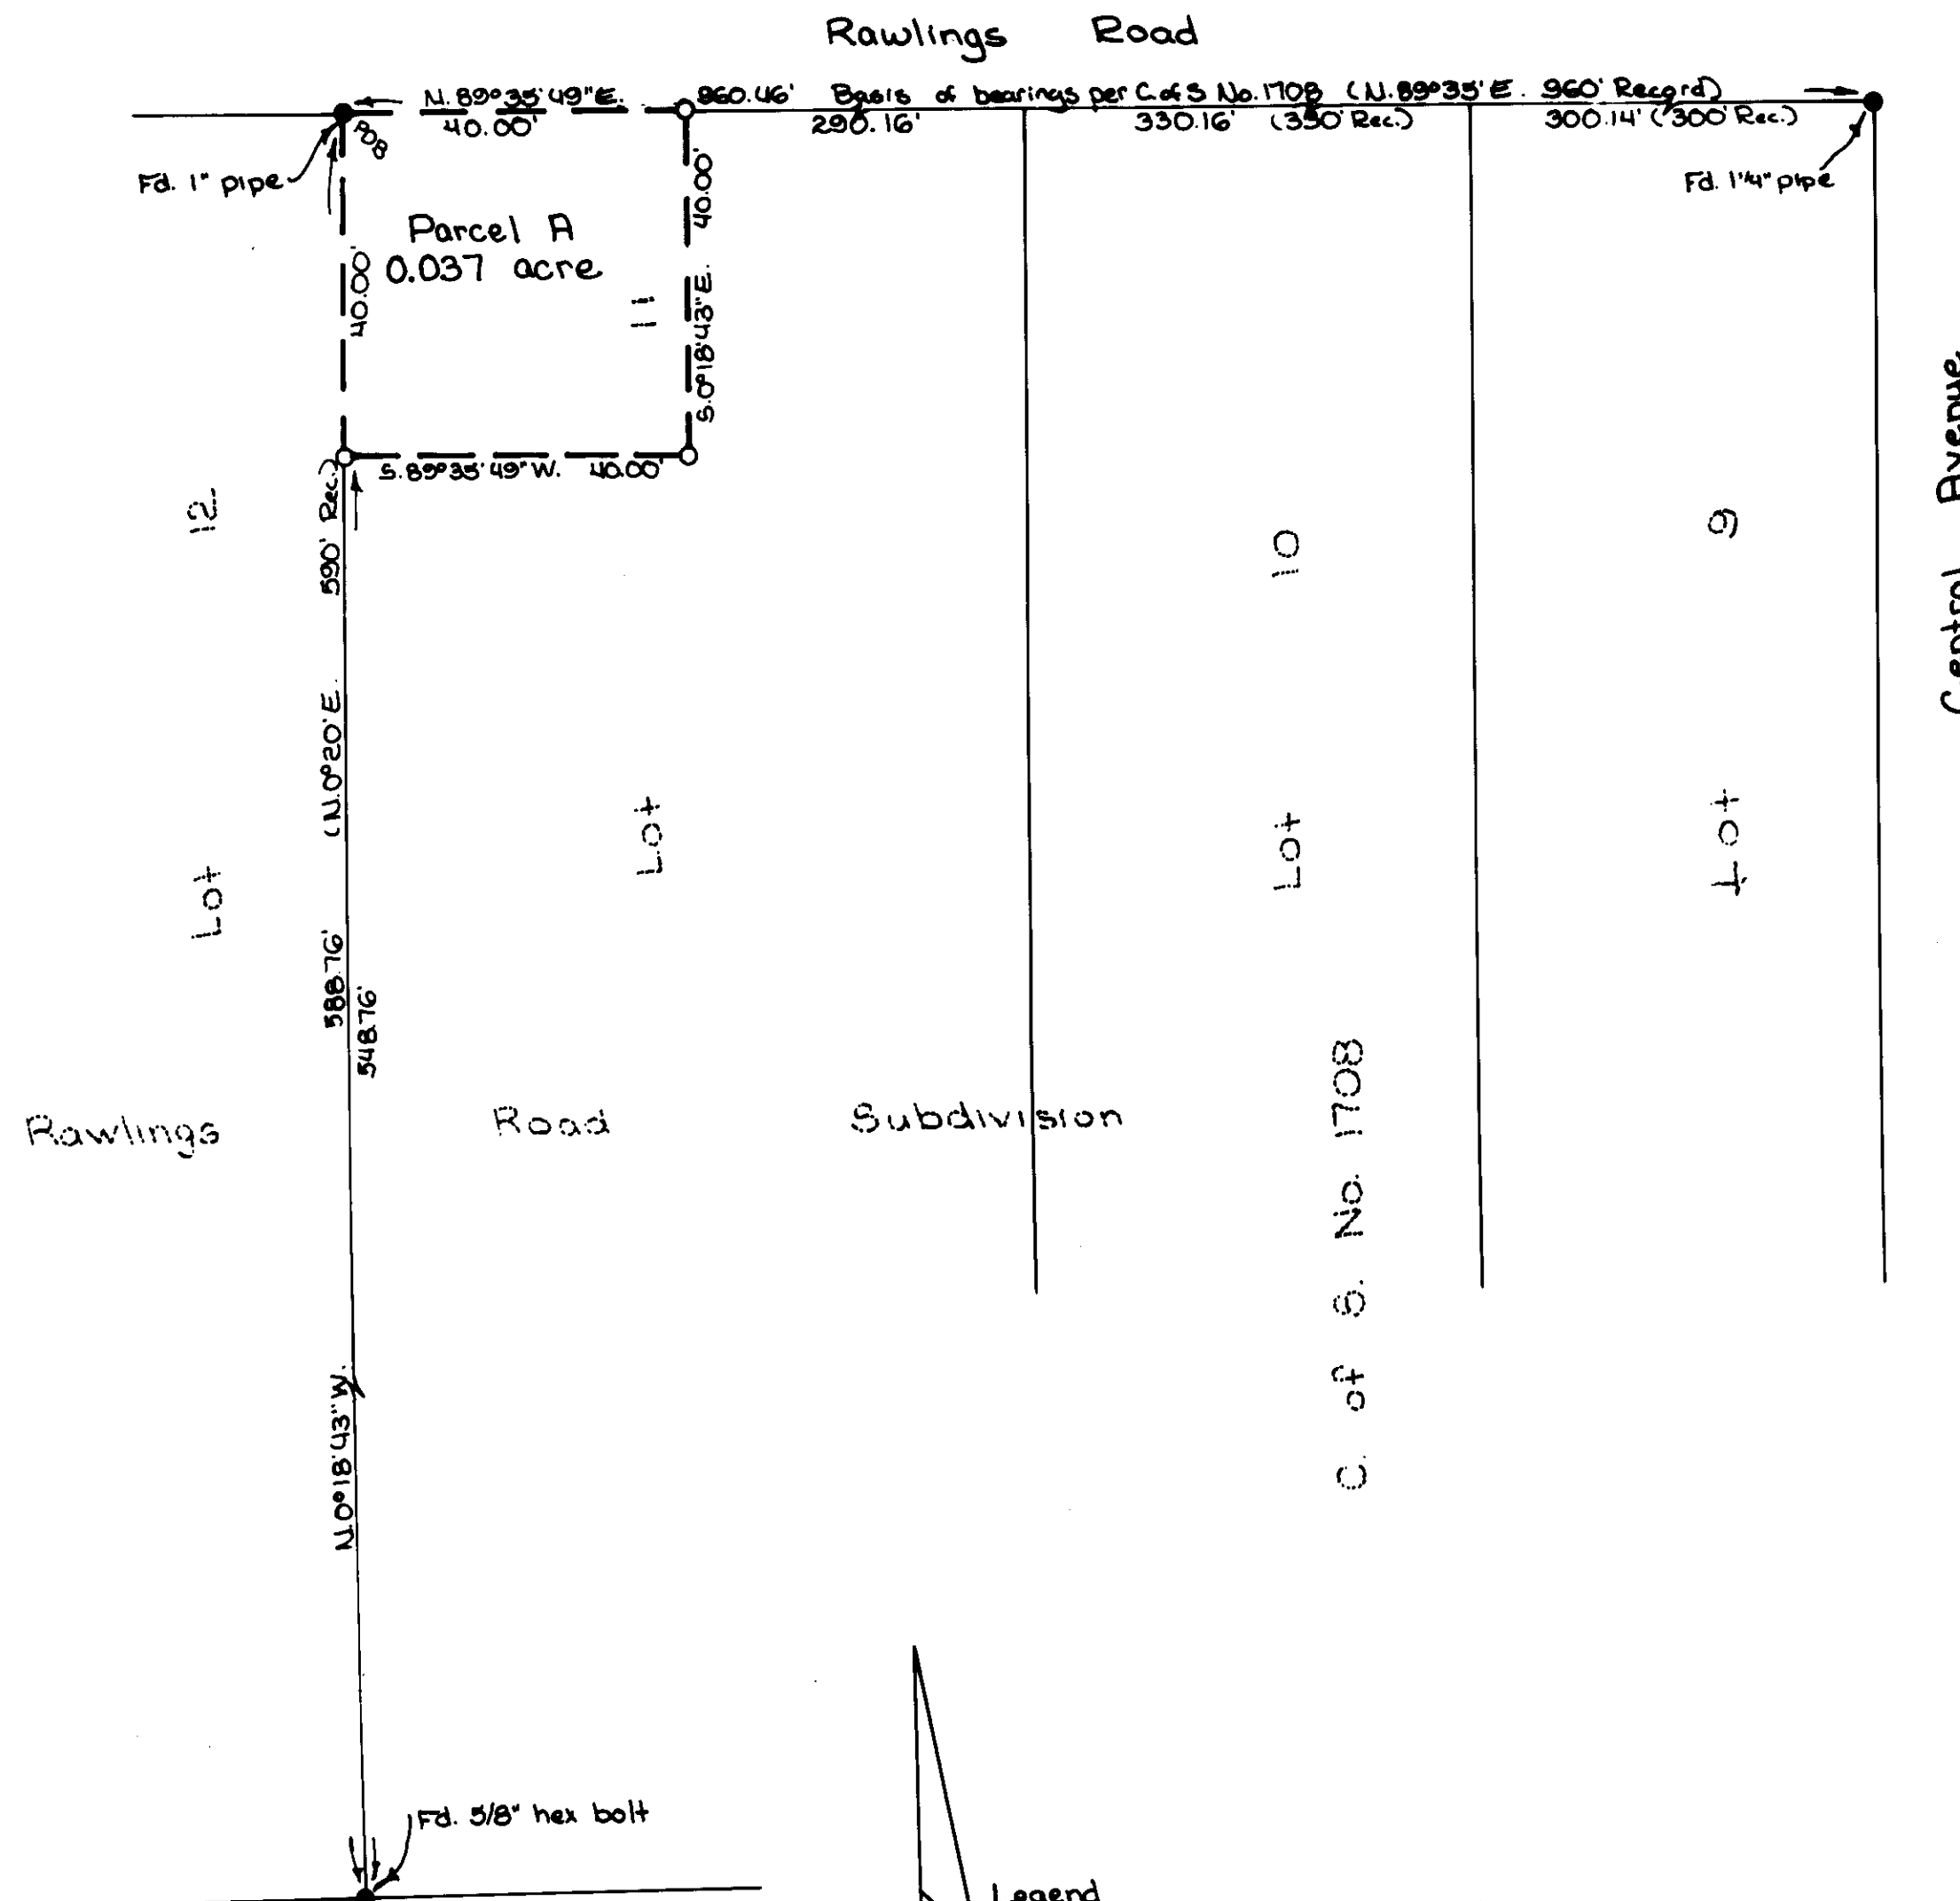 Rawlings Road
N. 89°35'49"E. 960.46' Basis of bearings per C. of S No. 1708 (N. 89°35' E. 960' Record)
40.00' 290.16' 330.16' (330' Rec.) 300.14' (300' Rec.)
POB
Fd. 1" pipe
Fd. 1¼" pipe
Parcel A
0.037 acre
40.00'
S. 0°18'43"E. 40.00'
S. 89°35'49" W. 40.00'
Central Avenue
Lot 12
Lot 11
Lot 10
Lot 9
588.76' (N. 0°20' E. 590' Rec.)
548.76'
N. 0°18'43" W.
Rawlings Road Subdivision
C. of S. No. 1708
Fd. 5/8" hex bolt
Legend